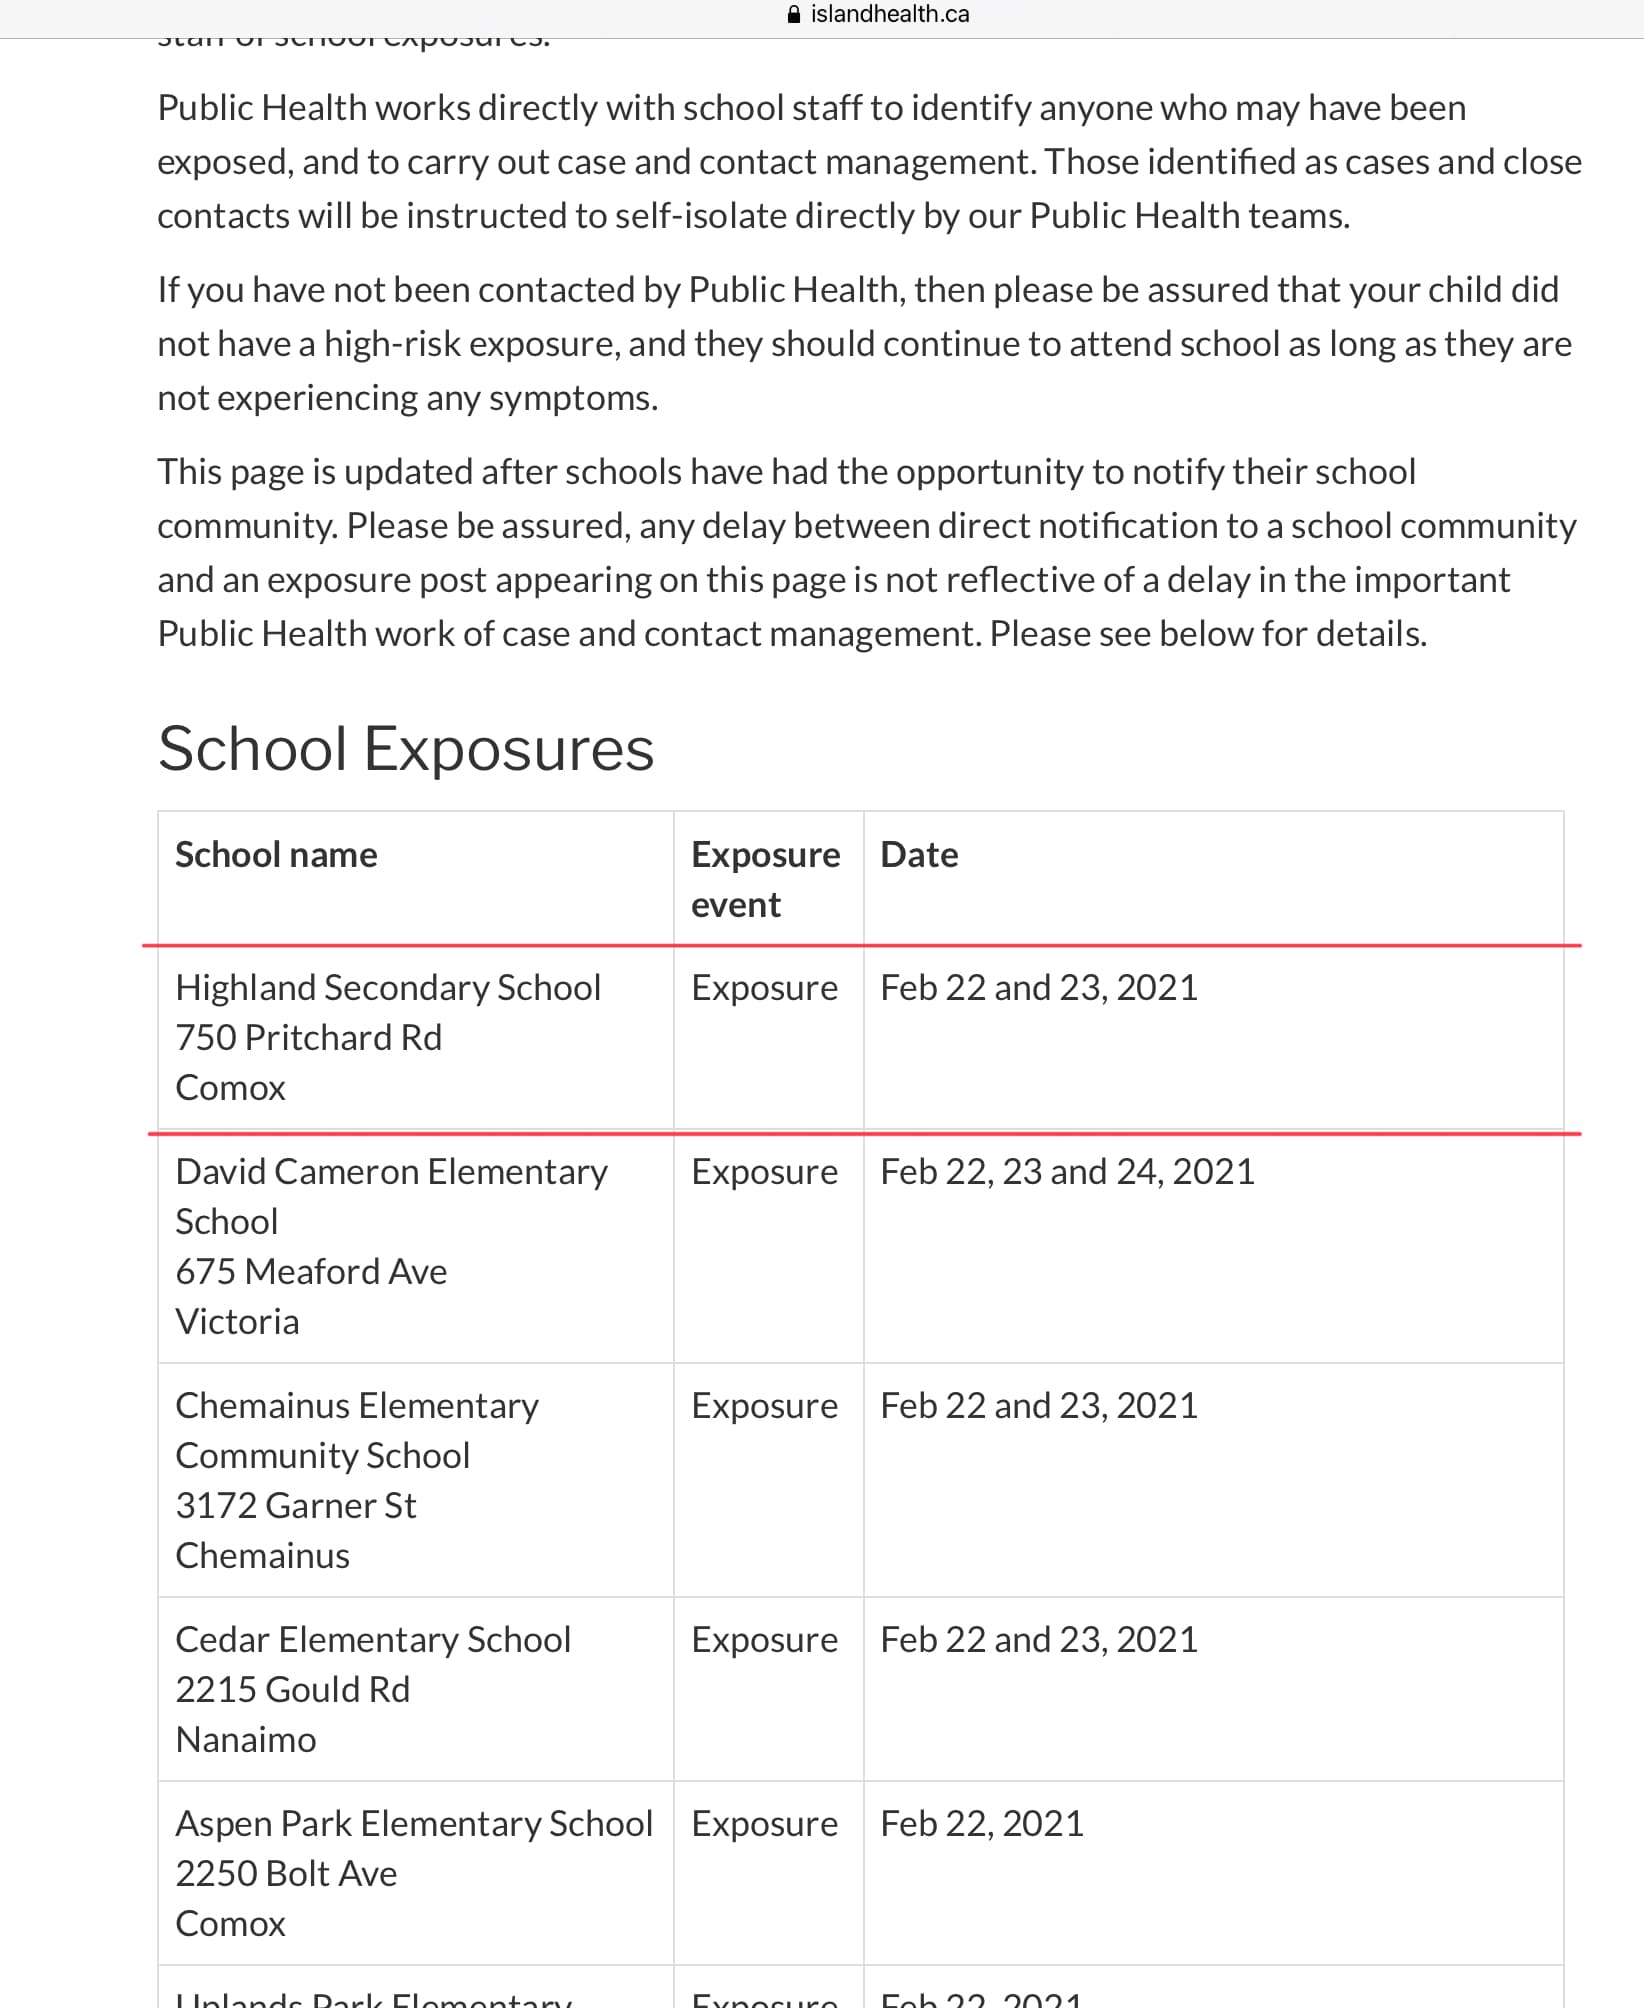 islandhealth.ca
staff of school exposures.
Public Health works directly with school staff to identify anyone who may have been
exposed, and to carry out case and contact management. Those identified as cases and close
contacts will be instructed to self-isolate directly by our Public Health teams.
If you have not been contacted by Public Health, then please be assured that your child did
not have a high-risk exposure, and they should continue to attend school as long as they are
not experiencing any symptoms.
This page is updated after schools have had the opportunity to notify their school
community. Please be assured, any delay between direct notification to a school community
and an exposure post appearing on this page is not reflective of a delay in the important
Public Health work of case and contact management. Please see below for details.
School Exposures
School name Exposure Date
event
Highland Secondary School Exposure Feb 22 and 23, 2021
750 Pritchard Rd
Comox
David Cameron Elementary Exposure Feb 22, 23 and 24, 2021
School
675 Meaford Ave
Victoria
Chemainus Elementary Exposure Feb 22 and 23, 2021
Community School
3172 Garner St
Chemainus
Cedar Elementary School Exposure Feb 22 and 23, 2021
2215 Gould Rd
Nanaimo
Aspen Park Elementary School Exposure Feb 22, 2021
2250 Bolt Ave
Comox
Uplands Park Elementary Exposure Feb 22, 2021